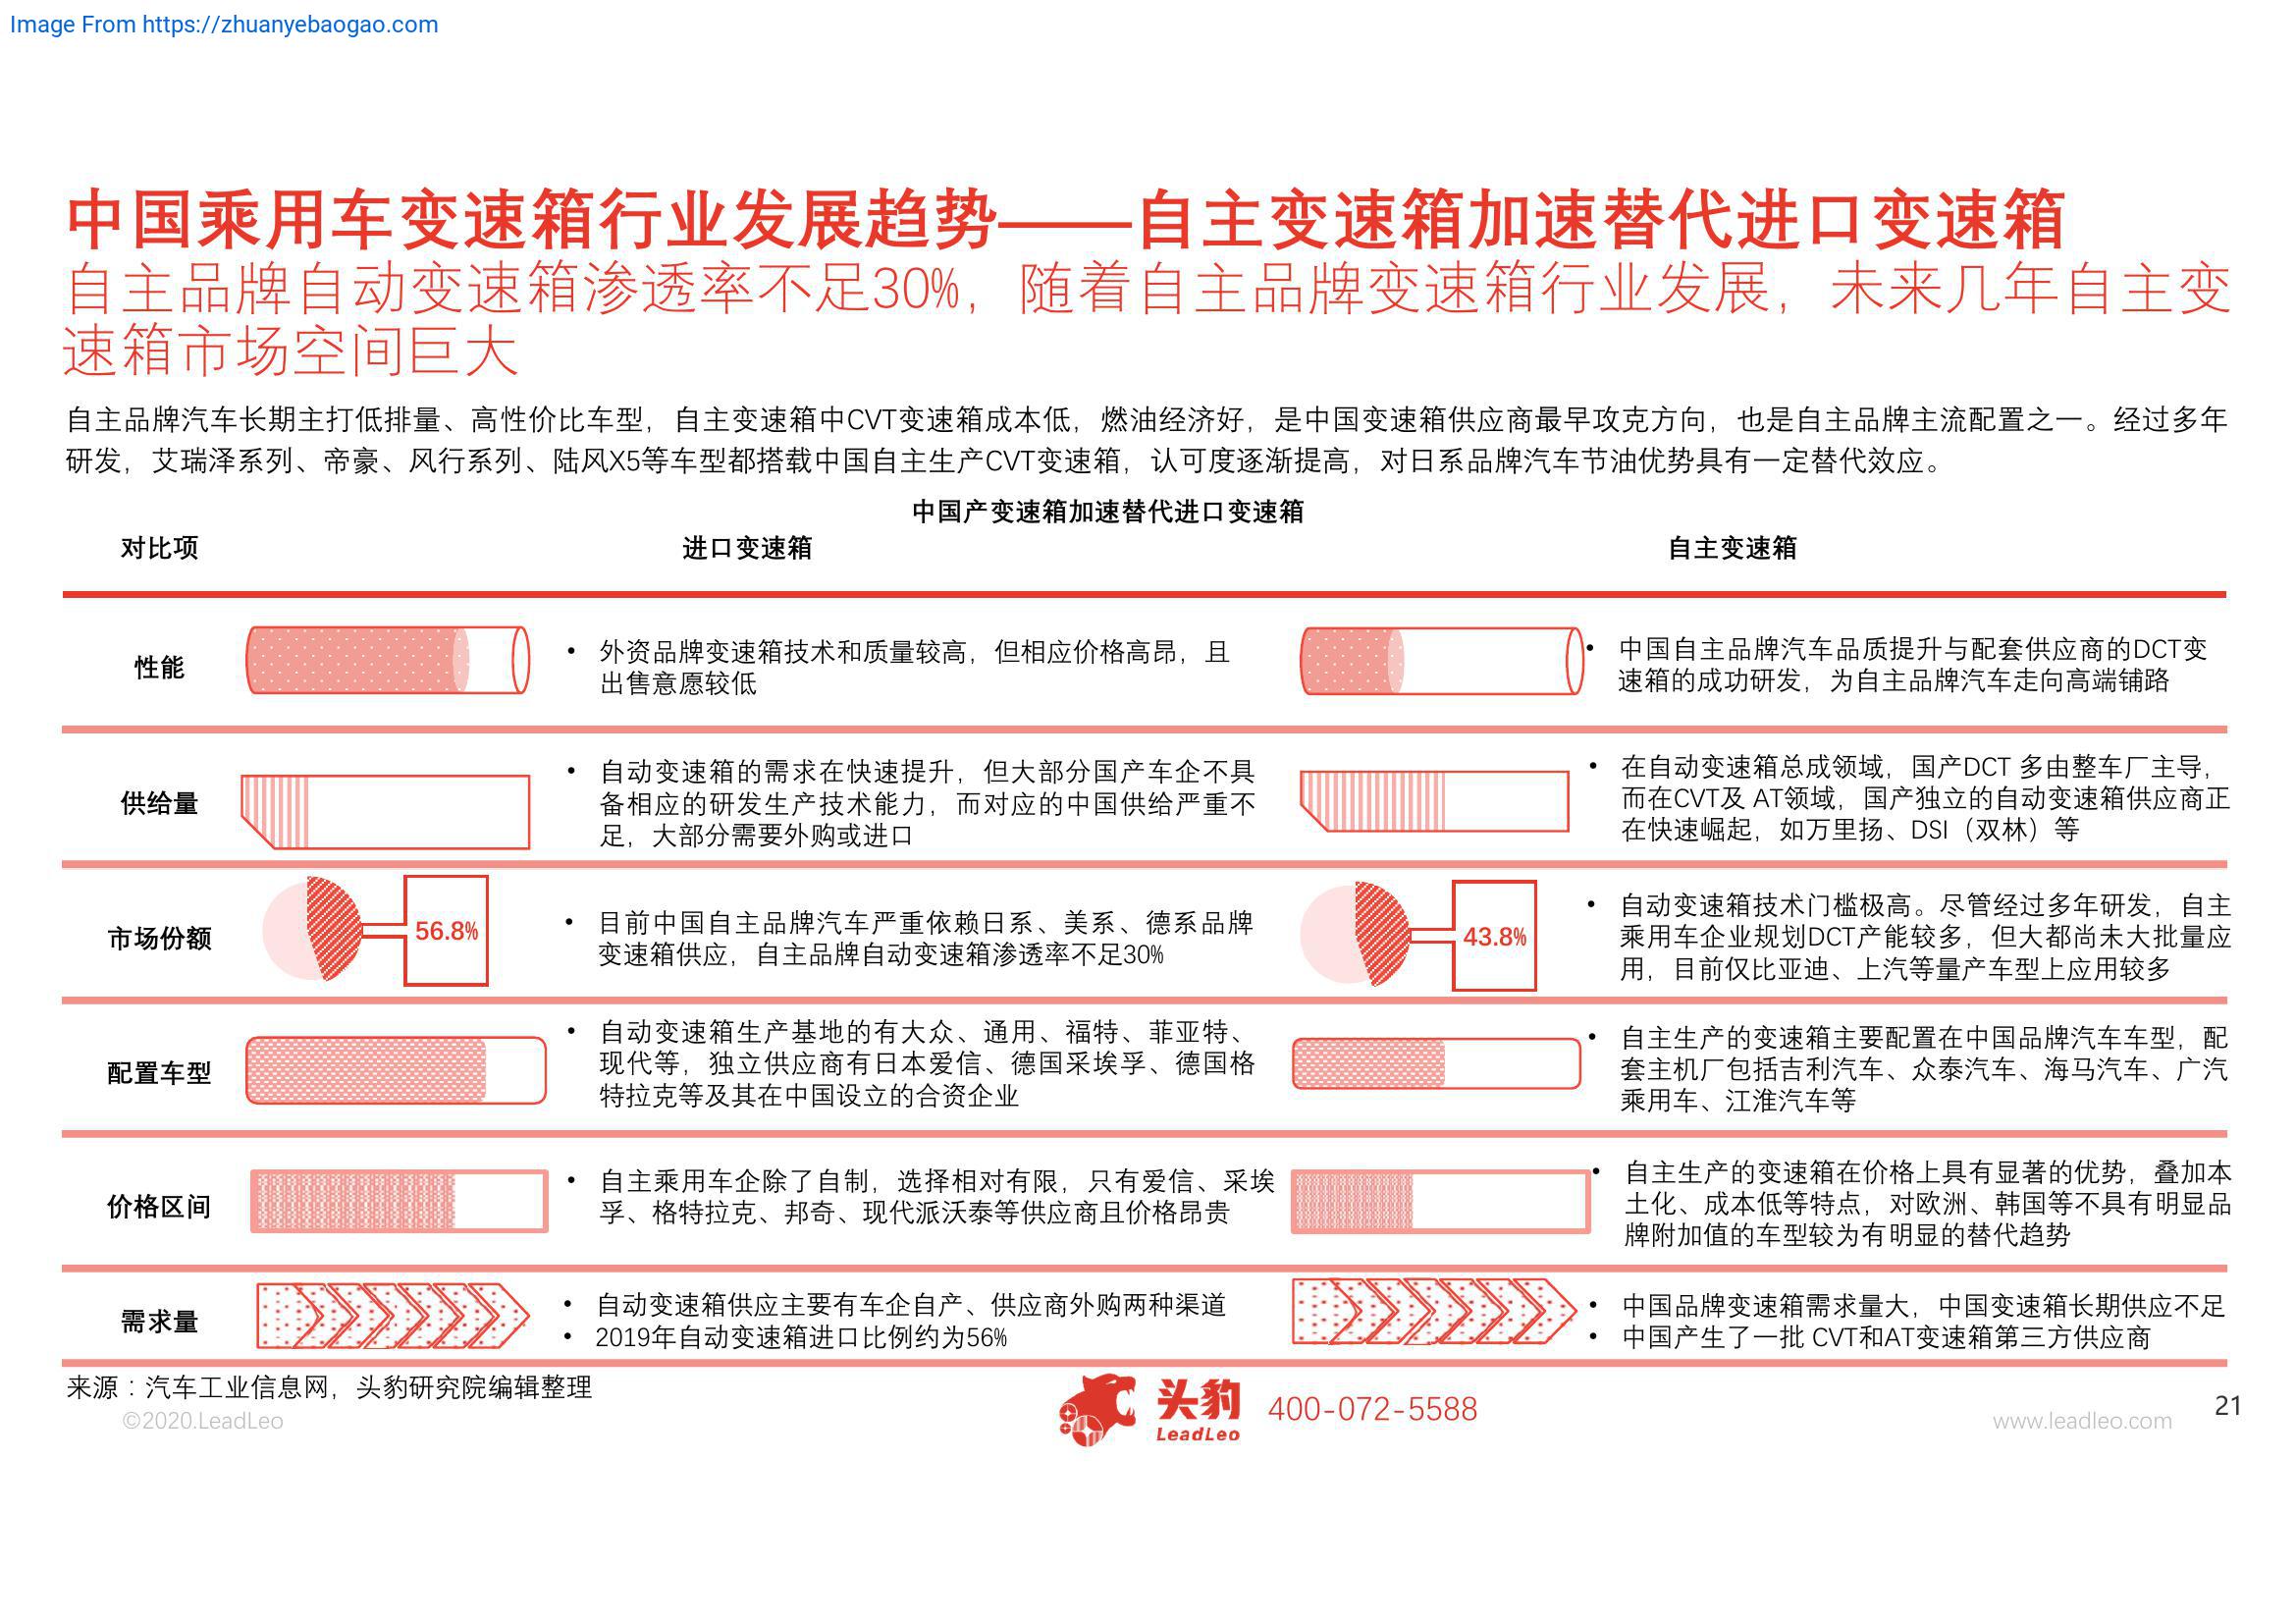 Image From https://zhuanyebaogao.com
中国乘用车变速箱行业发展趋势——自主变速箱加速替代进口变速箱
自主品牌自动变速箱渗透率不足30%，随着自主品牌变速箱行业发展，未来几年自主变
速箱市场空间巨大
自主品牌汽车长期主打低排量、高性价比车型，自主变速箱中CVT变速箱成本低，燃油经济好，是中国变速箱供应商最早攻克方向，也是自主品牌主流配置之一。经过多年
研发，艾瑞泽系列、帝豪、风行系列、陆风X5等车型都搭载中国自主生产CVT变速箱，认可度逐渐提高，对日系品牌汽车节油优势具有一定替代效应。
中国产变速箱加速替代进口变速箱
对比项
进口变速箱
自主变速箱
性能
• 外资品牌变速箱技术和质量较高，但相应价格高昂，且
出售意愿较低
• 中国自主品牌汽车品质提升与配套供应商的DCT变
速箱的成功研发，为自主品牌汽车走向高端铺路
供给量
• 自动变速箱的需求在快速提升，但大部分国产车企不具
备相应的研发生产技术能力，而对应的中国供给严重不
足，大部分需要外购或进口
• 在自动变速箱总成领域，国产DCT 多由整车厂主导，
而在CVT及 AT领域，国产独立的自动变速箱供应商正
在快速崛起，如万里扬、DSI（双林）等
市场份额
56.8%
• 目前中国自主品牌汽车严重依赖日系、美系、德系品牌
变速箱供应，自主品牌自动变速箱渗透率不足30%
43.8%
• 自动变速箱技术门槛极高。尽管经过多年研发，自主
乘用车企业规划DCT产能较多，但大都尚未大批量应
用，目前仅比亚迪、上汽等量产车型上应用较多
配置车型
• 自动变速箱生产基地的有大众、通用、福特、菲亚特、
现代等，独立供应商有日本爱信、德国采埃孚、德国格
特拉克等及其在中国设立的合资企业
• 自主生产的变速箱主要配置在中国品牌汽车车型，配
套主机厂包括吉利汽车、众泰汽车、海马汽车、广汽
乘用车、江淮汽车等
价格区间
• 自主乘用车企除了自制，选择相对有限，只有爱信、采埃
孚、格特拉克、邦奇、现代派沃泰等供应商且价格昂贵
• 自主生产的变速箱在价格上具有显著的优势，叠加本
土化、成本低等特点，对欧洲、韩国等不具有明显品
牌附加值的车型较为有明显的替代趋势
需求量
• 自动变速箱供应主要有车企自产、供应商外购两种渠道
• 2019年自动变速箱进口比例约为56%
• 中国品牌变速箱需求量大，中国变速箱长期供应不足
• 中国产生了一批 CVT和AT变速箱第三方供应商
来源：汽车工业信息网，头豹研究院编辑整理
©2020.LeadLeo
头豹
LeadLeo
400-072-5588
www.leadleo.com
21